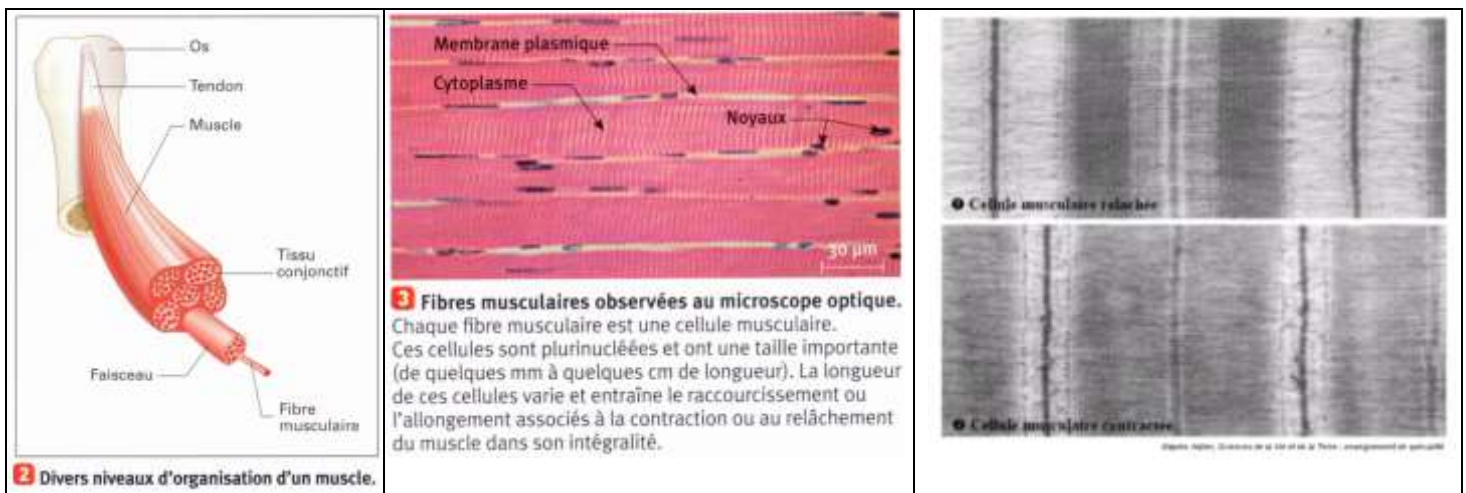 Os
Tendon
Muscle
Tissu
conjonctif
Faisceau
Fibre
musculaire
2 Divers niveaux d'organisation d'un muscle.
Membrane plasmique
Cytoplasme
Noyaux
30 µm
3 Fibres musculaires observées au microscope optique.
Chaque fibre musculaire est une cellule musculaire.
Ces cellules sont plurinucléées et ont une taille importante
(de quelques mm à quelques cm de longueur). La longueur
de ces cellules varie et entraîne le raccourcissement ou
l'allongement associés à la contraction ou au relâchement
du muscle dans son intégralité.
❶ Cellule musculaire relachée
❷ Cellule musculaire contractée